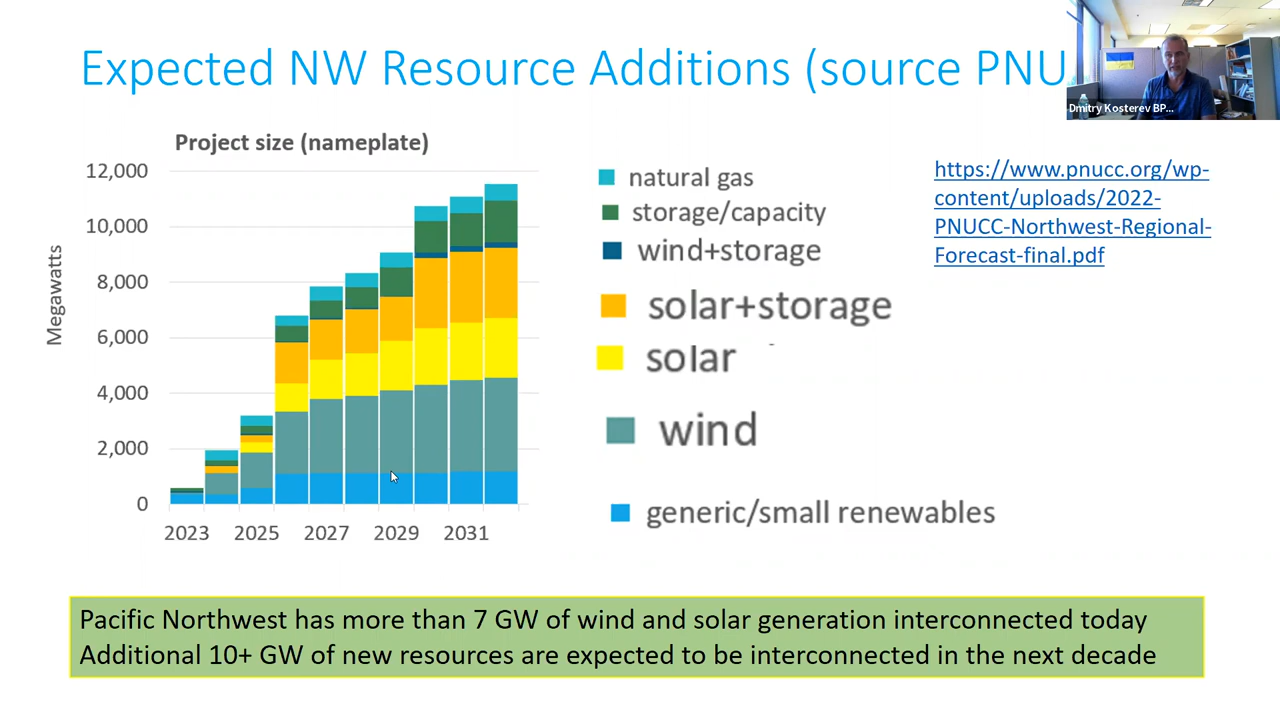 Expected NW Resource Additions (source PNU
Dmitry Kosterev BP...
Project size (nameplate)
Megawatts
12,000
10,000
8,000
6,000
4,000
2,000
0
2023
2025
2027
2029
2031
natural gas
storage/capacity
wind+storage
solar+storage
solar
wind
generic/small renewables
https://www.pnucc.org/wp-
content/uploads/2022-
PNUCC-Northwest-Regional-
Forecast-final.pdf
Pacific Northwest has more than 7 GW of wind and solar generation interconnected today
Additional 10+ GW of new resources are expected to be interconnected in the next decade